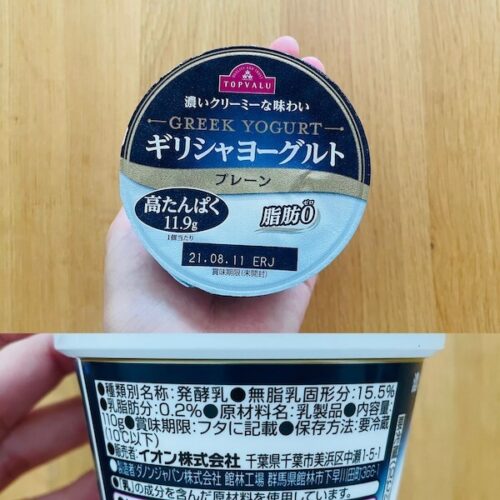 TOPVALU
濃いクリーミーな味わい
GREEK YOGURT
ギリシャヨーグルト
プレーン
高たんぱく
11.9g
1個当たり
脂肪0
ゼロ
21.08.11 ERJ
賞味期限(未開封)
●種類別名称:発酵乳●無脂乳固形分:15.5%
●乳脂肪分:0.2%●原材料名:乳製品●内容量:
110g●賞味期限:フタに記載●保存方法:要冷蔵
(10℃以下)
●販売者:イオン株式会社 千葉県千葉市美浜区中瀬1-5-1
●製造者:ダノンジャパン株式会社 館林工場 群馬県館林市下早川田町366-1
乳の成分を含んだ原材料を使用しています。